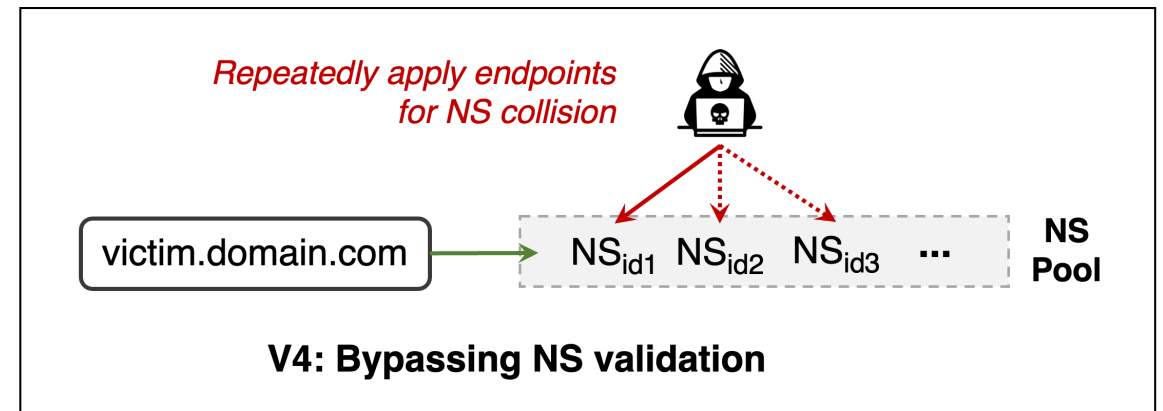 Repeatedly apply endpoints
for NS collision
victim.domain.com
NSid1 NSid2 NSid3 ...
NS
Pool
V4: Bypassing NS validation